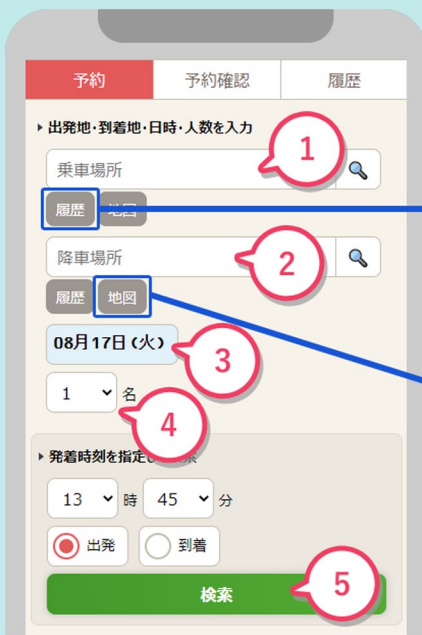 予約 予約確認 履歴
出発地・到着地・日時・人数を入力
1
乗車場所
履歴 地図
降車場所
2
履歴 地図
08月17日(火)
3
1 名
4
発着時刻を指定
13 時 45 分
出発 到着
検索
5